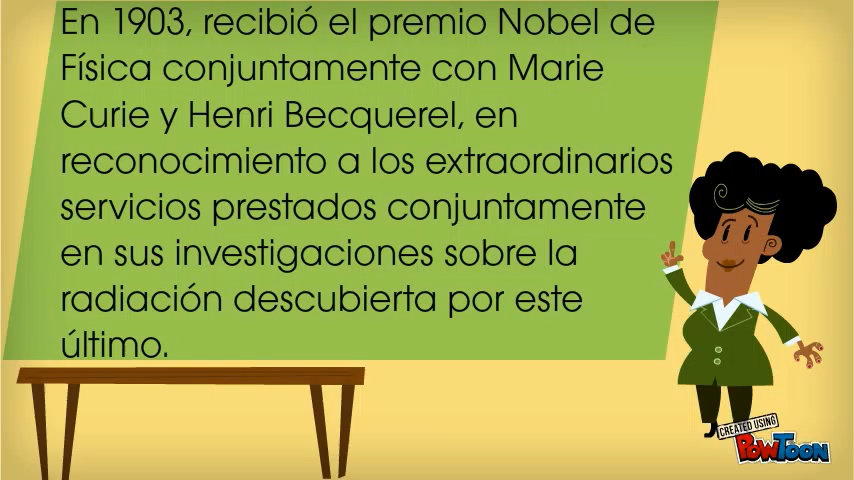 En 1903, recibió el premio Nobel de
Física conjuntamente con Marie
Curie y Henri Becquerel, en
reconocimiento a los extraordinarios
servicios prestados conjuntamente
en sus investigaciones sobre la
radiación descubierta por este
último.
CREATED USING
POWTOON